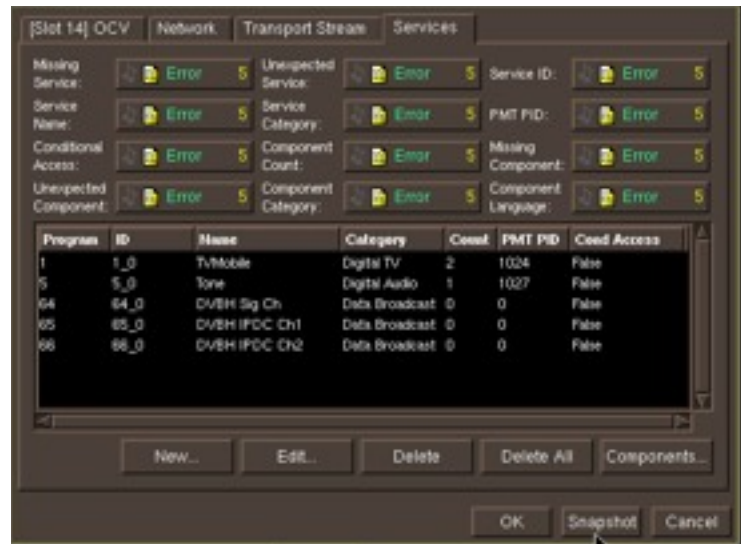 [Slot 14] OCV Network Transport Stream Services
Missing Service: Error 5 Unexpected Service: Error 5 Service ID: Error 5
Service Name: Error 5 Service Category: Error 5 PMT PID: Error 5
Conditional Access: Error 5 Component Count: Error 5 Missing Component: Error 5
Unexpected Component: Error 5 Component Category: Error 5 Component Language: Error 5
Program ID Name Category Count PMT PID Cond Access
1 1_0 TVMobile Digital TV 2 1024 False
5 5_0 Tone Digital Audio 1 1027 False
64 64_0 DVBH Sig Ch Data Broadcast 0 0 False
65 65_0 DVBH IPDC Ch1 Data Broadcast 0 0 False
66 66_0 DVBH IPDC Ch2 Data Broadcast 0 0 False
New... Edit... Delete Delete All Components...
OK Snapshot Cancel